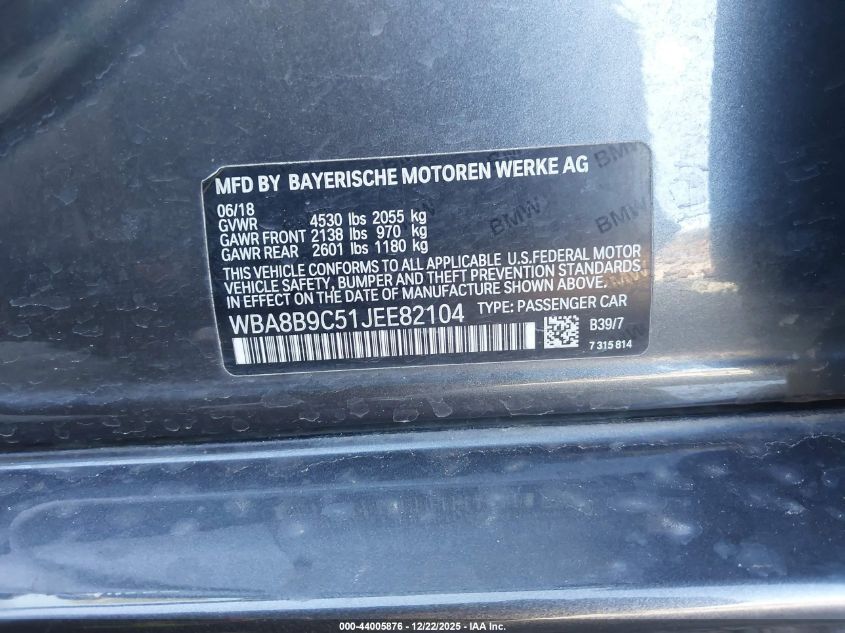 MFD BY BAYERISCHE MOTOREN WERKE AG
06/18
GVWR 4530 lbs 2055 kg
GAWR FRONT 2138 lbs 970 kg
GAWR REAR 2601 lbs 1180 kg
THIS VEHICLE CONFORMS TO ALL APPLICABLE U.S.FEDERAL MOTOR
VEHICLE SAFETY, BUMPER AND THEFT PREVENTION STANDARDS
IN EFFECT ON THE DATE OF MANUFACTURE SHOWN ABOVE.
WBA8B9C51JEE82104 TYPE: PASSENGER CAR
B39/7
7 315 814
BMW
BMW
BMW
000-44005876 - 12/22/2025 - IAA Inc.